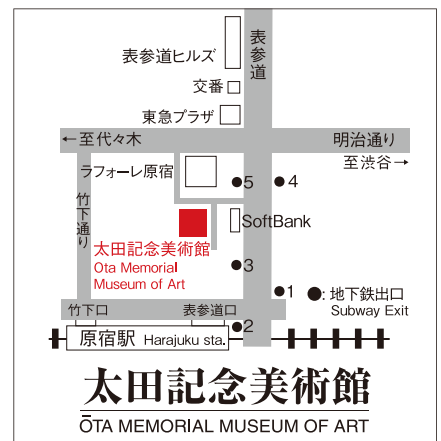 表参道
表参道ヒルズ
交番
東急プラザ
←至代々木
明治通り
至渋谷→
ラフォーレ原宿
●5
●4
竹下通り
SoftBank
太田記念美術館
Ota Memorial
Museum of Art
●3
●1
●:地下鉄出口
Subway Exit
竹下口
表参道口
●2
原宿駅 Harajuku sta.
太田記念美術館
ŌTA MEMORIAL MUSEUM OF ART